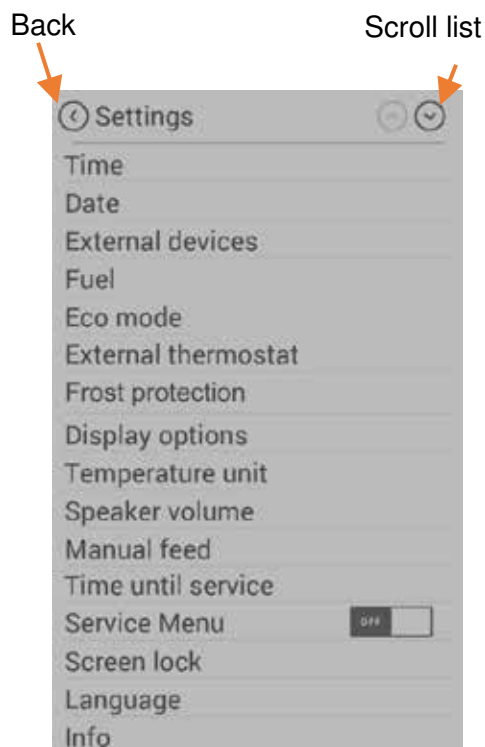 Back
Scroll list
Settings
Time
Date
External devices
Fuel
Eco mode
External thermostat
Frost protection
Display options
Temperature unit
Speaker volume
Manual feed
Time until service
Service Menu OFF
Screen lock
Language
Info